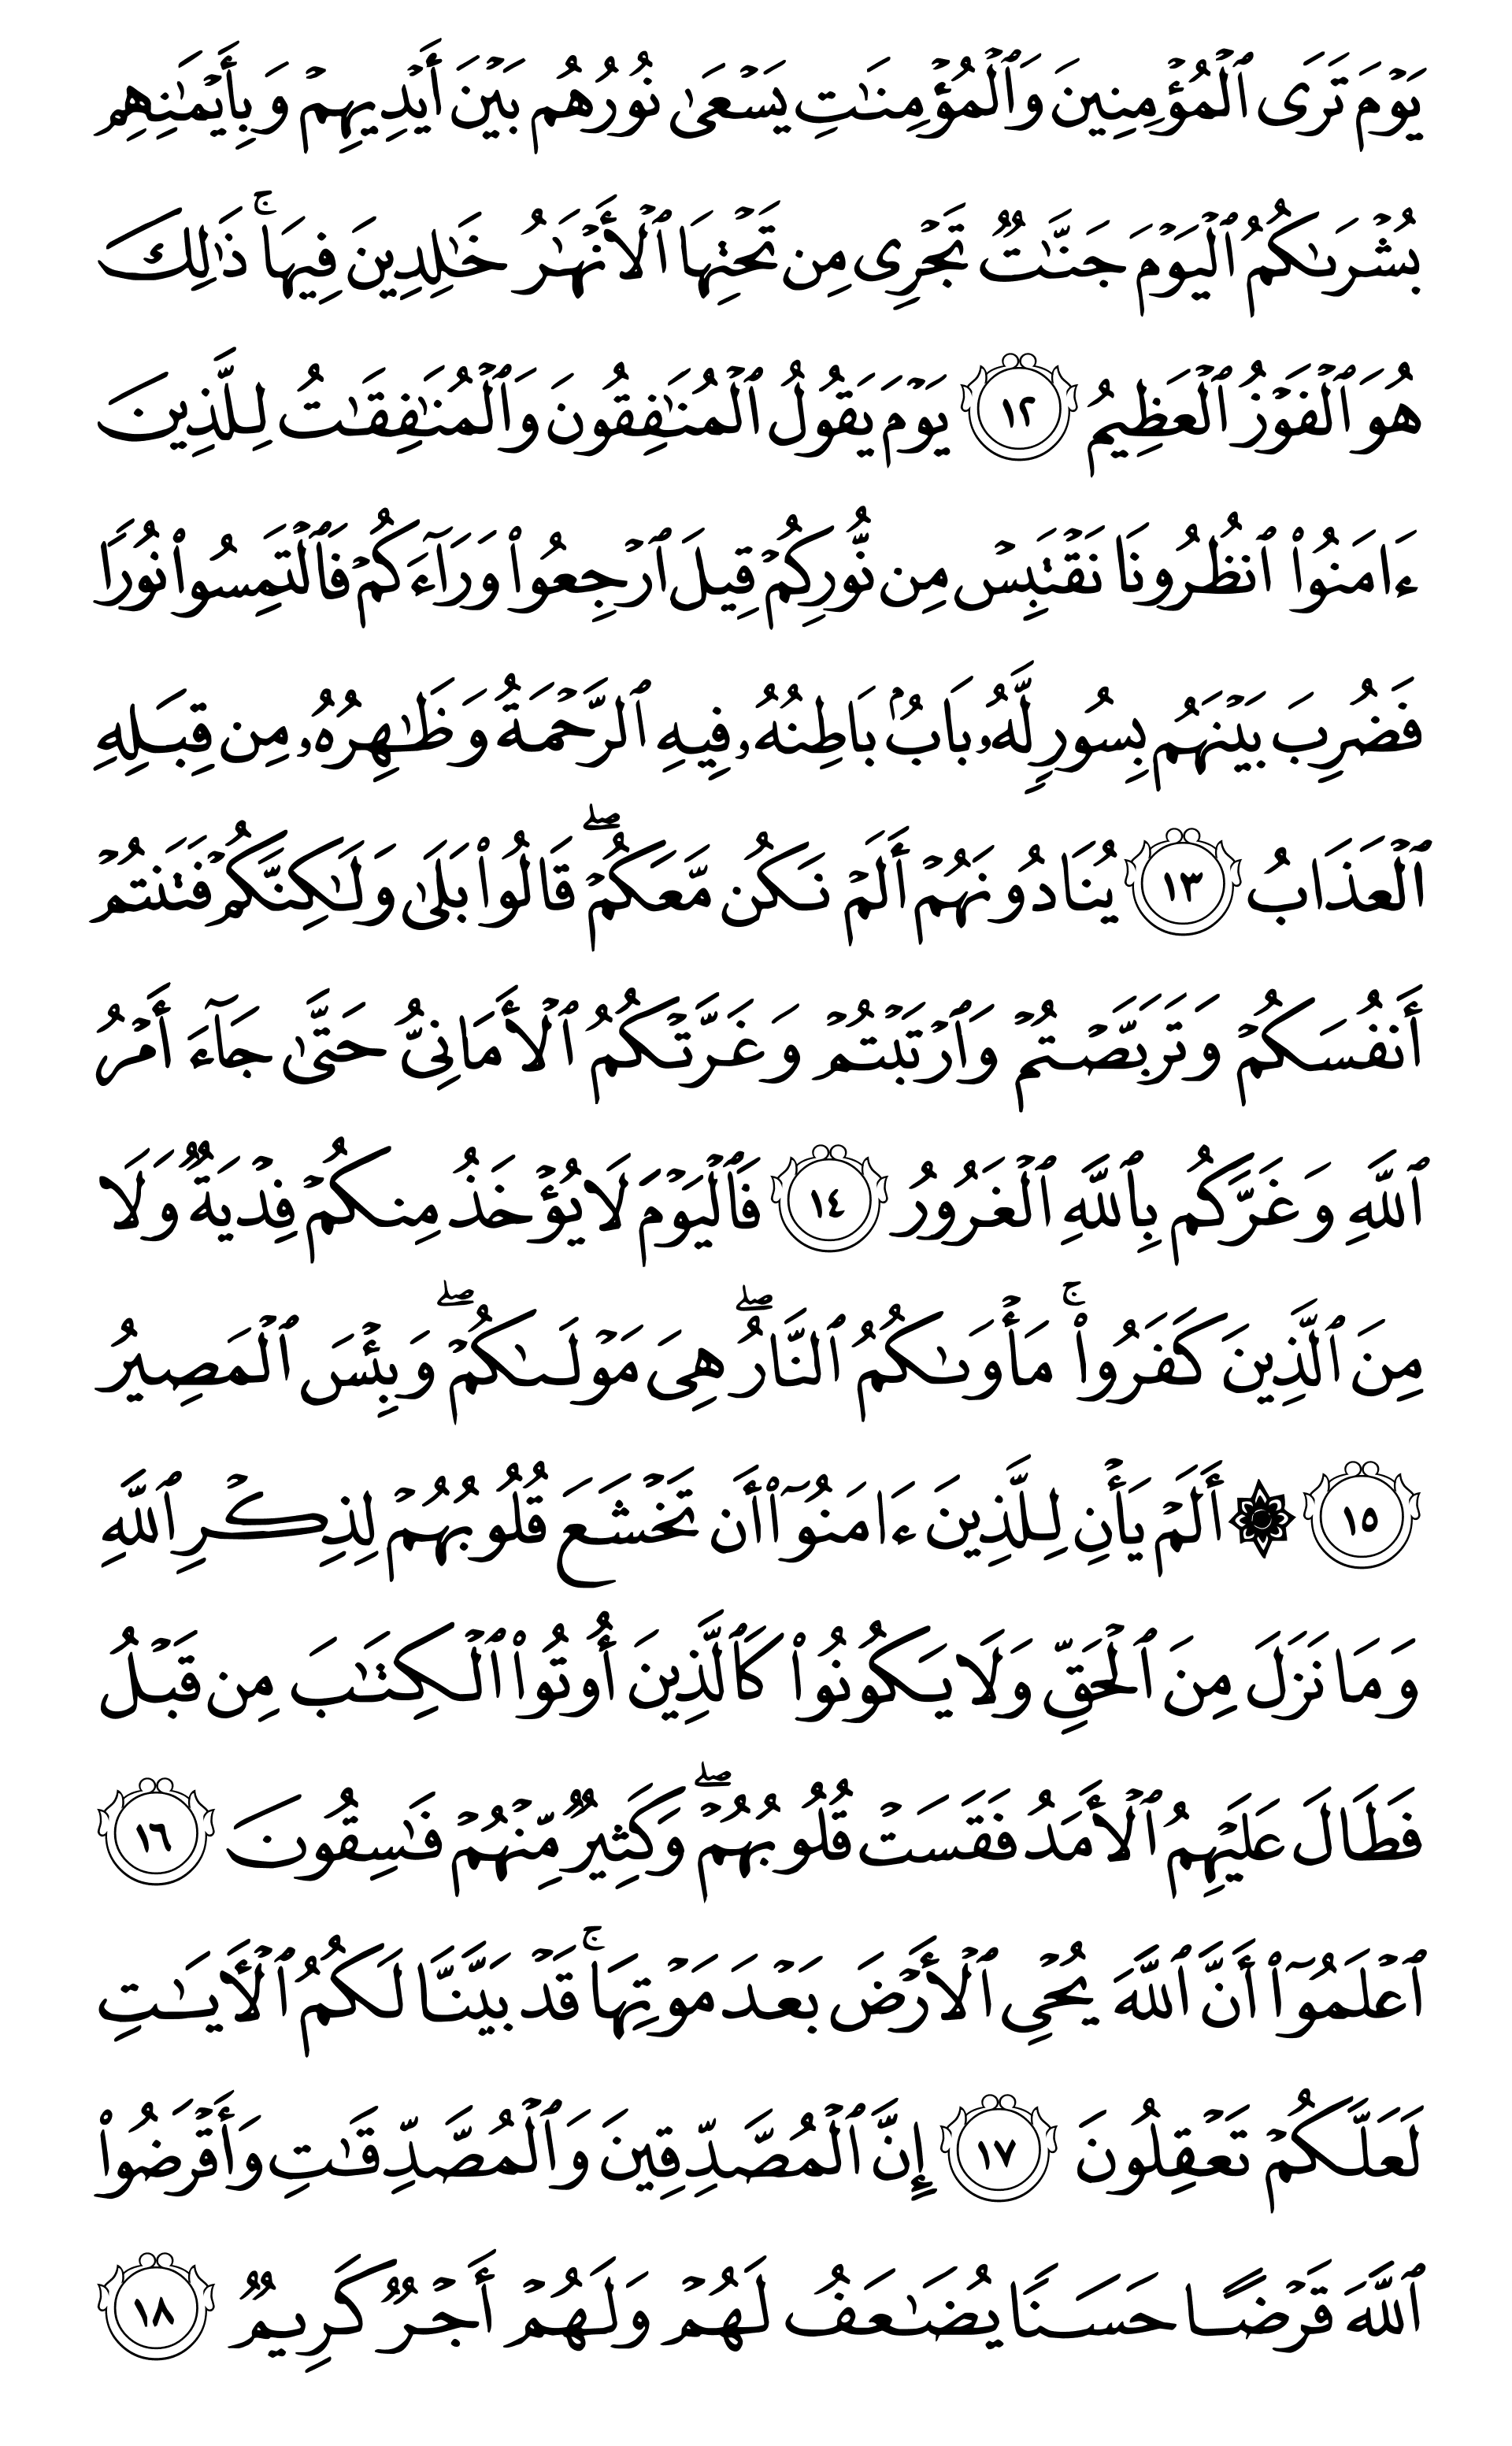 يَوْمَ تَرَى ٱلْمُؤْمِنِينَ وَٱلْمُؤْمِنَٰتِ يَسْعَىٰ نُورُهُم بَيْنَ أَيْدِيهِمْ وَبِأَيْمَٰنِهِم
بُشْرَىٰكُمُ ٱلْيَوْمَ جَنَّٰتٌ تَجْرِى مِن تَحْتِهَا ٱلْأَنْهَٰرُ خَٰلِدِينَ فِيهَا ۚ ذَٰلِكَ
هُوَ ٱلْفَوْزُ ٱلْعَظِيمُ ١٢ يَوْمَ يَقُولُ ٱلْمُنَٰفِقُونَ وَٱلْمُنَٰفِقَٰتُ لِلَّذِينَ
ءَامَنُوا۟ ٱنظُرُونَا نَقْتَبِسْ مِن نُّورِكُمْ قِيلَ ٱرْجِعُوا۟ وَرَآءَكُمْ فَٱلْتَمِسُوا۟ نُورًا
فَضُرِبَ بَيْنَهُم بِسُورٍ لَّهُۥ بَابٌۢ بَاطِنُهُۥ فِيهِ ٱلرَّحْمَةُ وَظَٰهِرُهُۥ مِن قِبَلِهِ
ٱلْعَذَابُ ١٣ يُنَادُونَهُمْ أَلَمْ نَكُن مَّعَكُمْ ۖ قَالُوا۟ بَلَىٰ وَلَٰكِنَّكُمْ فَتَنتُمْ
أَنفُسَكُمْ وَتَرَبَّصْتُمْ وَٱرْتَبْتُمْ وَغَرَّتْكُمُ ٱلْأَمَانِىُّ حَتَّىٰ جَآءَ أَمْرُ
ٱللَّهِ وَغَرَّكُم بِٱللَّهِ ٱلْغَرُورُ ١٤ فَٱلْيَوْمَ لَا يُؤْخَذُ مِنكُمْ فِدْيَةٌ وَلَا
مِنَ ٱلَّذِينَ كَفَرُوا۟ ۚ مَأْوَىٰكُمُ ٱلنَّارُ ۖ هِىَ مَوْلَىٰكُمْ ۖ وَبِئْسَ ٱلْمَصِيرُ
١٥ ۞ أَلَمْ يَأْنِ لِلَّذِينَ ءَامَنُوٓا۟ أَن تَخْشَعَ قُلُوبُهُمْ لِذِكْرِ ٱللَّهِ
وَمَا نَزَلَ مِنَ ٱلْحَقِّ وَلَا يَكُونُوا۟ كَٱلَّذِينَ أُوتُوا۟ ٱلْكِتَٰبَ مِن قَبْلُ
فَطَالَ عَلَيْهِمُ ٱلْأَمَدُ فَقَسَتْ قُلُوبُهُمْ ۖ وَكَثِيرٌ مِّنْهُمْ فَٰسِقُونَ ١٦
ٱعْلَمُوٓا۟ أَنَّ ٱللَّهَ يُحْىِ ٱلْأَرْضَ بَعْدَ مَوْتِهَا ۚ قَدْ بَيَّنَّا لَكُمُ ٱلْأَيَٰتِ
لَعَلَّكُمْ تَعْقِلُونَ ١٧ إِنَّ ٱلْمُصَّدِّقِينَ وَٱلْمُصَّدِّقَٰتِ وَأَقْرَضُوا۟
ٱللَّهَ قَرْضًا حَسَنًا يُضَٰعَفُ لَهُمْ وَلَهُمْ أَجْرٌ كَرِيمٌ ١٨